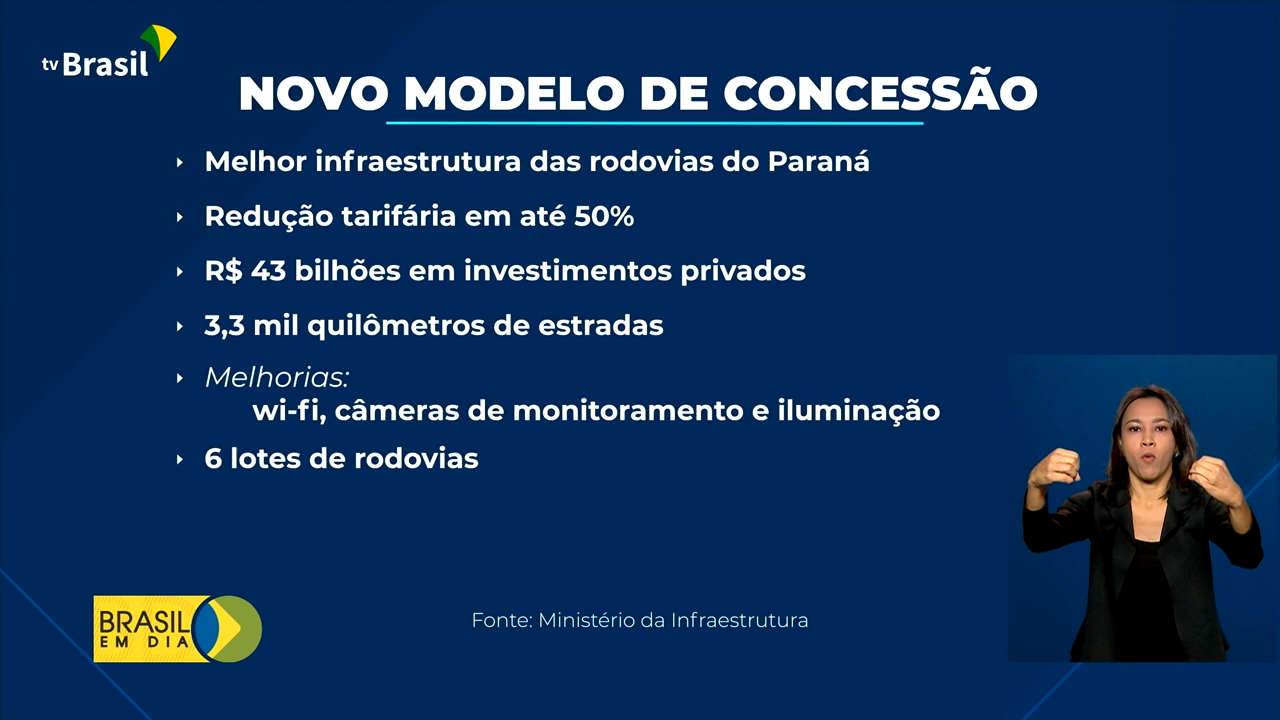 tv Brasil
NOVO MODELO DE CONCESSÃO
Melhor infraestrutura das rodovias do Paraná
Redução tarifária em até 50%
R$ 43 bilhões em investimentos privados
3,3 mil quilômetros de estradas
Melhorias:
wi-fi, câmeras de monitoramento e iluminação
6 lotes de rodovias
BRASIL
EM DIA
Fonte: Ministério da Infraestrutura